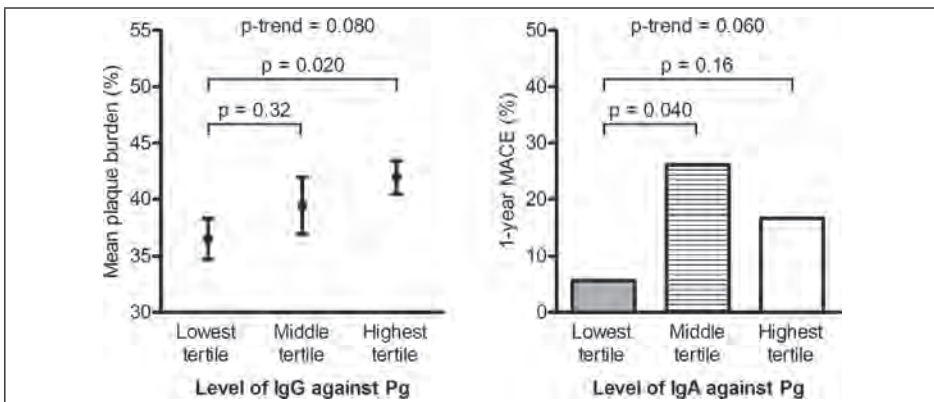 p-trend = 0.080
p = 0.020
p = 0.32
Mean plaque burden (%)
55
50
45
40
35
30
Lowest tertile
Middle tertile
Highest tertile
Level of IgG against Pg
p-trend = 0.060
p = 0.16
p = 0.040
1-year MACE (%)
50
40
30
20
10
0
Lowest tertile
Middle tertile
Highest tertile
Level of IgA against Pg